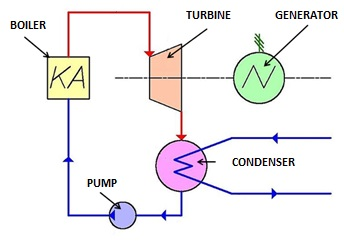 BOILER
TURBINE
GENERATOR
KA
CONDENSER
PUMP